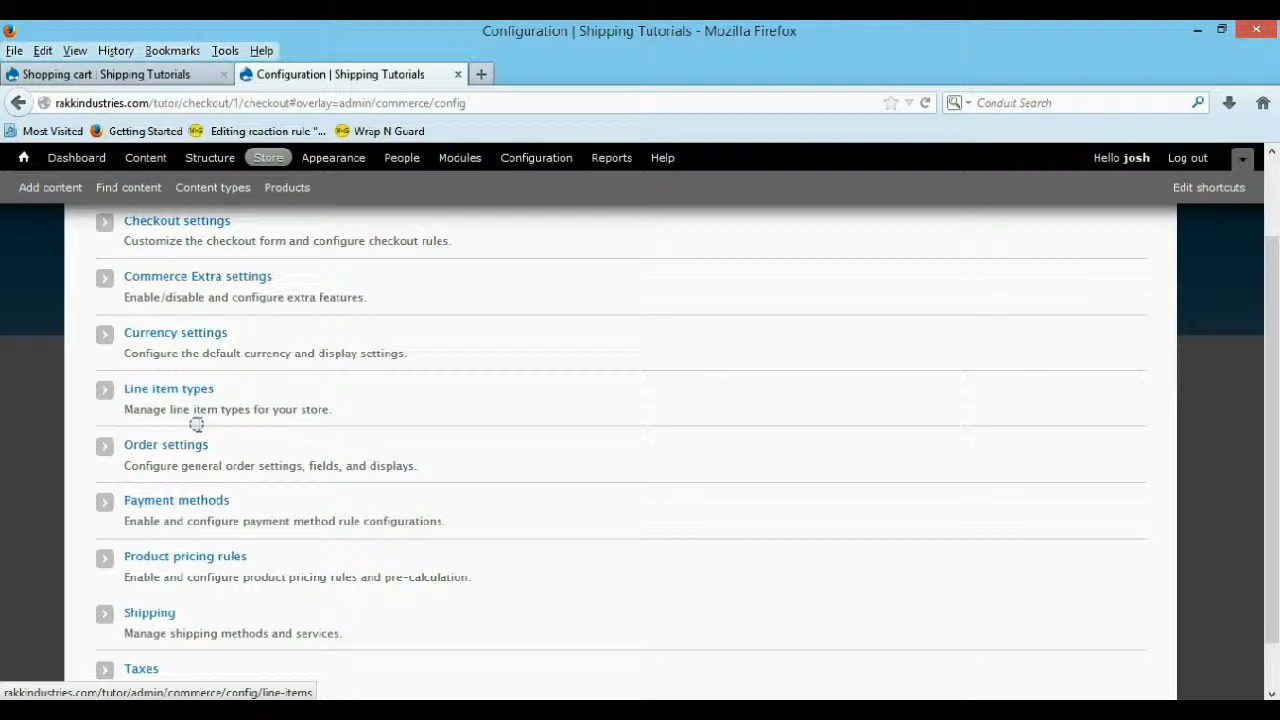 Configuration | Shipping Tutorials - Mozilla Firefox
File Edit View History Bookmarks Tools Help
Shopping cart | Shipping Tutorials
Configuration | Shipping Tutorials
rakkindustries.com/tutor/checkout/1/checkout#overlay=admin/commerce/config
Conduit Search
Most Visited Getting Started Editing reaction rule "... Wrap N Guard
Dashboard Content Structure Store Appearance People Modules Configuration Reports Help Hello josh Log out
Add content Find content Content types Products Edit shortcuts
Checkout settings
Customize the checkout form and configure checkout rules.
Commerce Extra settings
Enable/disable and configure extra features.
Currency settings
Configure the default currency and display settings.
Line item types
Manage line item types for your store.
Order settings
Configure general order settings, fields, and displays.
Payment methods
Enable and configure payment method rule configurations.
Product pricing rules
Enable and configure product pricing rules and pre-calculation.
Shipping
Manage shipping methods and services.
Taxes
rakkindustries.com/tutor/admin/commerce/config/line-items